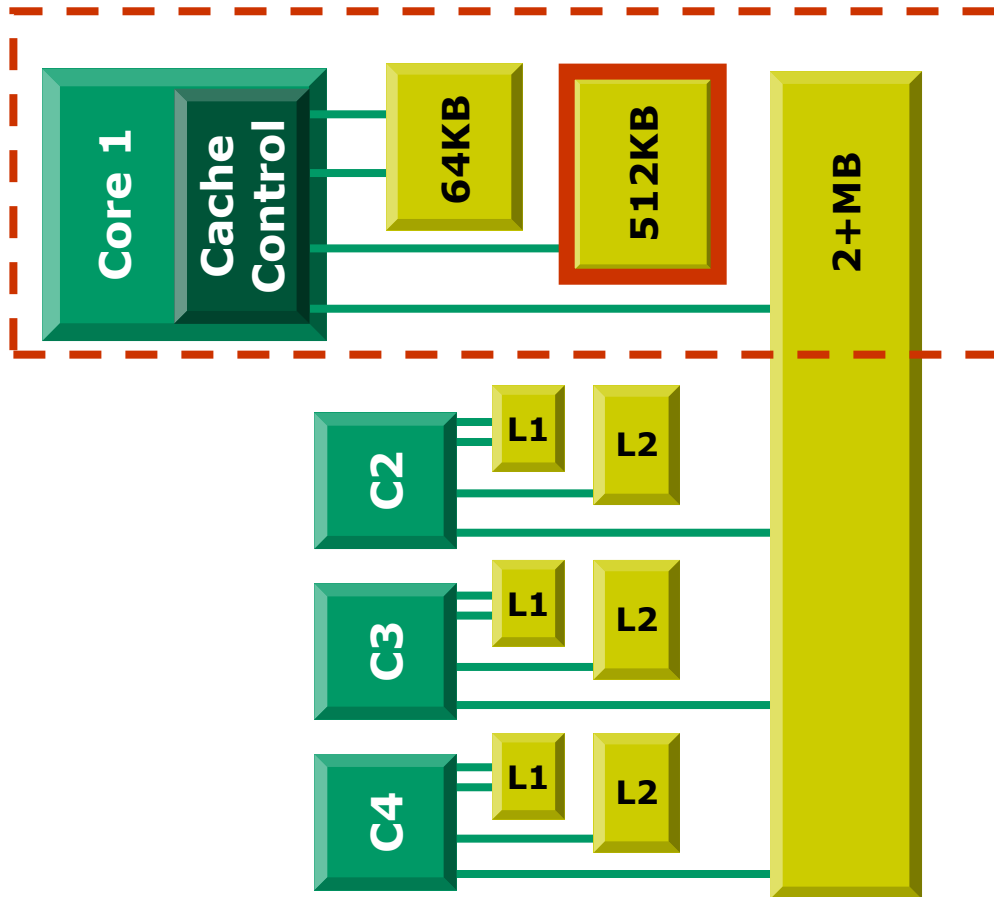 Core 1
Cache
Control
64KB
512KB
2+MB
C2
L1
L2
C3
L1
L2
C4
L1
L2